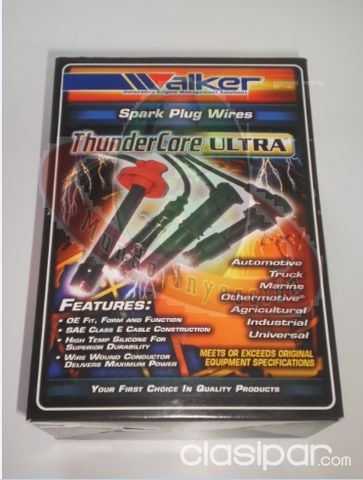 Walker
Innovative Engine Management Solutions
Spark Plug Wires
ThunderCore ULTRA™
Automotive
Truck
Marine
Othermotive®
Agricultural
Industrial
Universal
FEATURES:
• OE FIT, FORM AND FUNCTION
• SAE CLASS E CABLE CONSTRUCTION
• HIGH TEMP SILICONE FOR
SUPERIOR DURABILITY
• WIRE WOUND CONDUCTOR
DELIVERS MAXIMUM POWER
MEETS OR EXCEEDS ORIGINAL
EQUIPMENT SPECIFICATIONS
YOUR FIRST CHOICE IN QUALITY PRODUCTS
clasipar.com